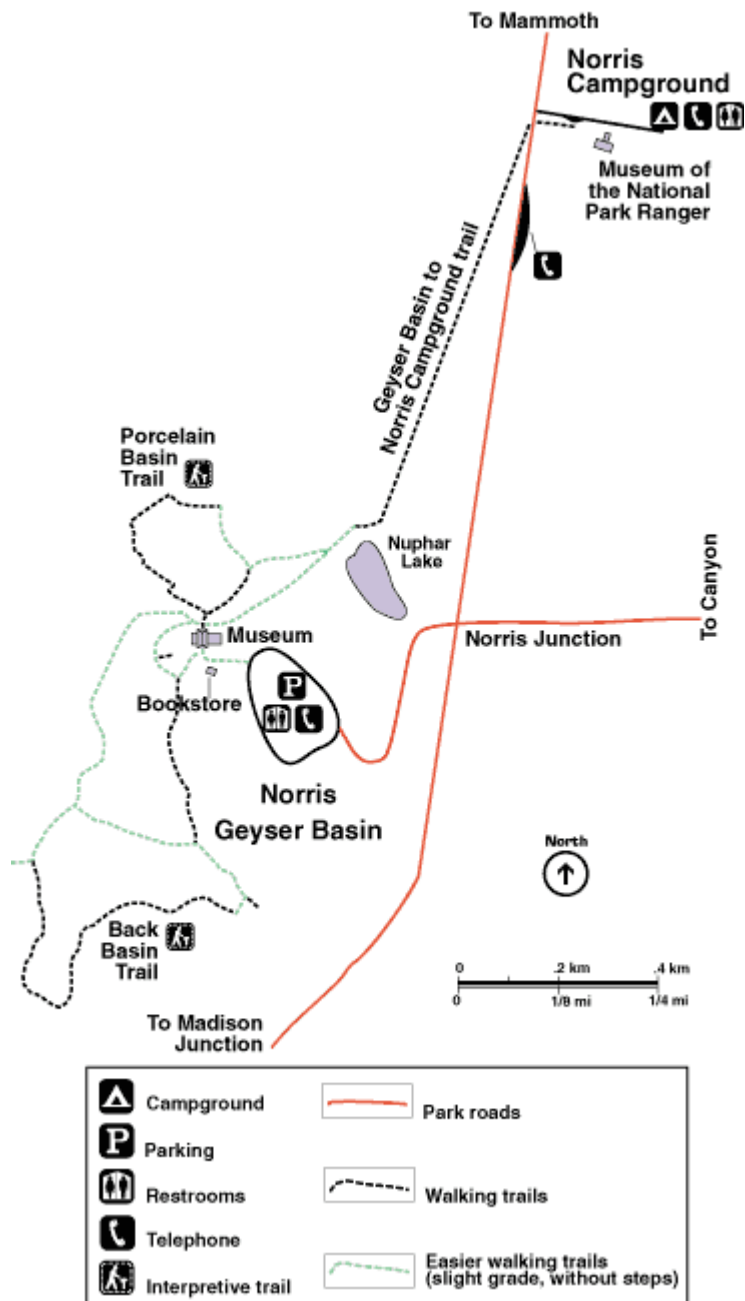 To Mammoth
Norris
Campground
Museum of
the National
Park Ranger
Geyser Basin to
Norris Campground trail
Porcelain
Basin
Trail
Nuphar
Lake
To Canyon
Museum
Norris Junction
Bookstore
P
Norris
Geyser Basin
North
Back
Basin
Trail
0 .2 km .4 km
0 1/8 mi 1/4 mi
To Madison
Junction
Campground
Park roads
P Parking
Restrooms
Walking trails
Telephone
Easier walking trails
(slight grade, without steps)
Interpretive trail